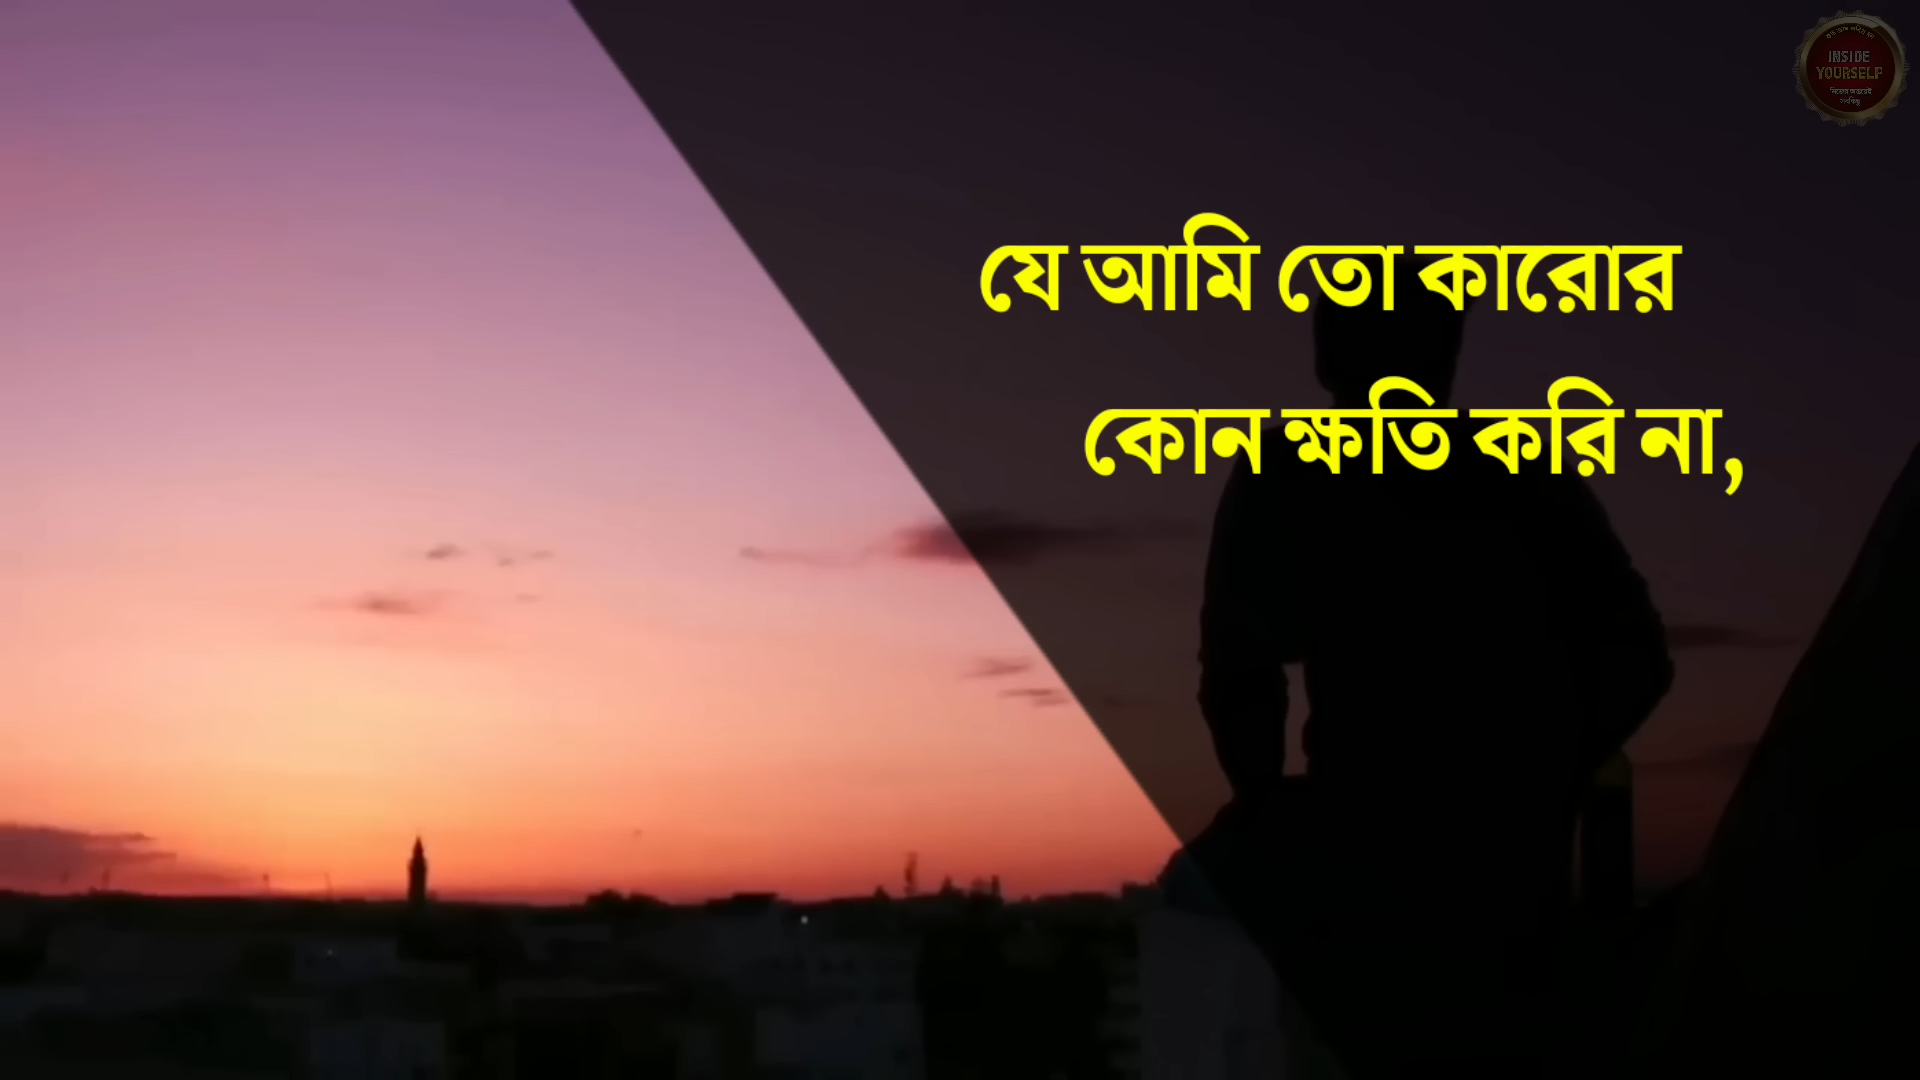 INSIDE
YOURSELF
যে আমি তো কারোর
কোন ক্ষতি করি না,